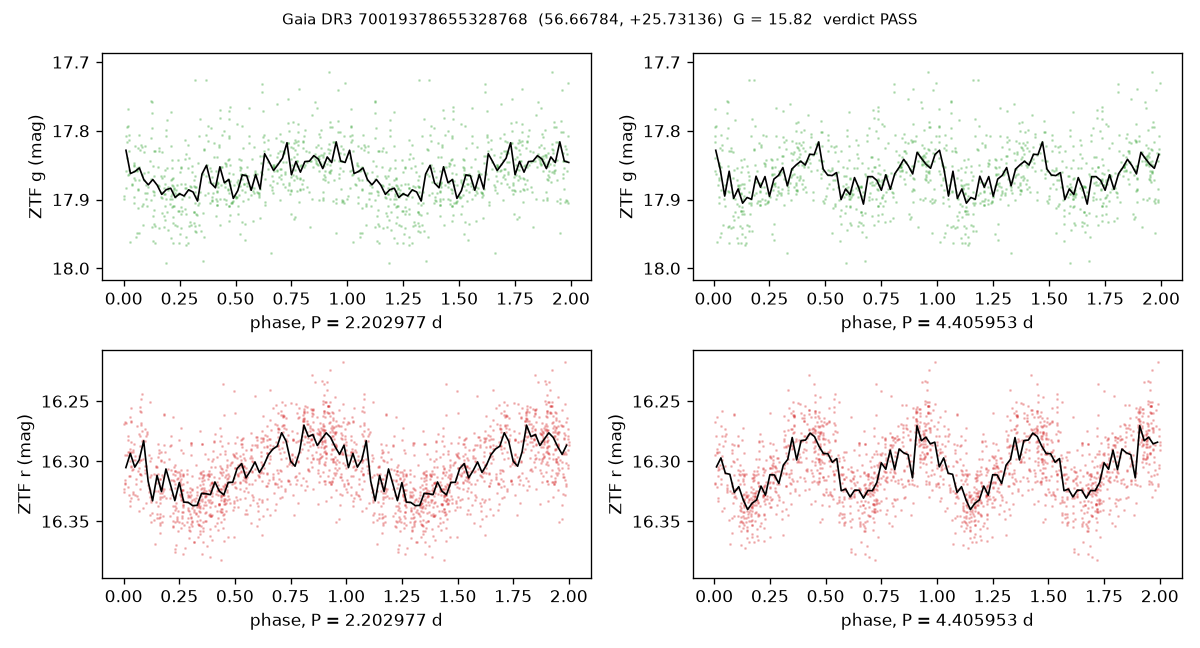 Gaia DR3 70019378655328768 (56.66784, +25.73136) G = 15.82 verdict PASS
ZTF g (mag)
17.7
17.8
17.9
18.0
0.00 0.25 0.50 0.75 1.00 1.25 1.50 1.75 2.00
phase, P = 2.202977 d
ZTF g (mag)
17.7
17.8
17.9
18.0
0.00 0.25 0.50 0.75 1.00 1.25 1.50 1.75 2.00
phase, P = 4.405953 d
ZTF r (mag)
16.25
16.30
16.35
0.00 0.25 0.50 0.75 1.00 1.25 1.50 1.75 2.00
phase, P = 2.202977 d
ZTF r (mag)
16.25
16.30
16.35
0.00 0.25 0.50 0.75 1.00 1.25 1.50 1.75 2.00
phase, P = 4.405953 d